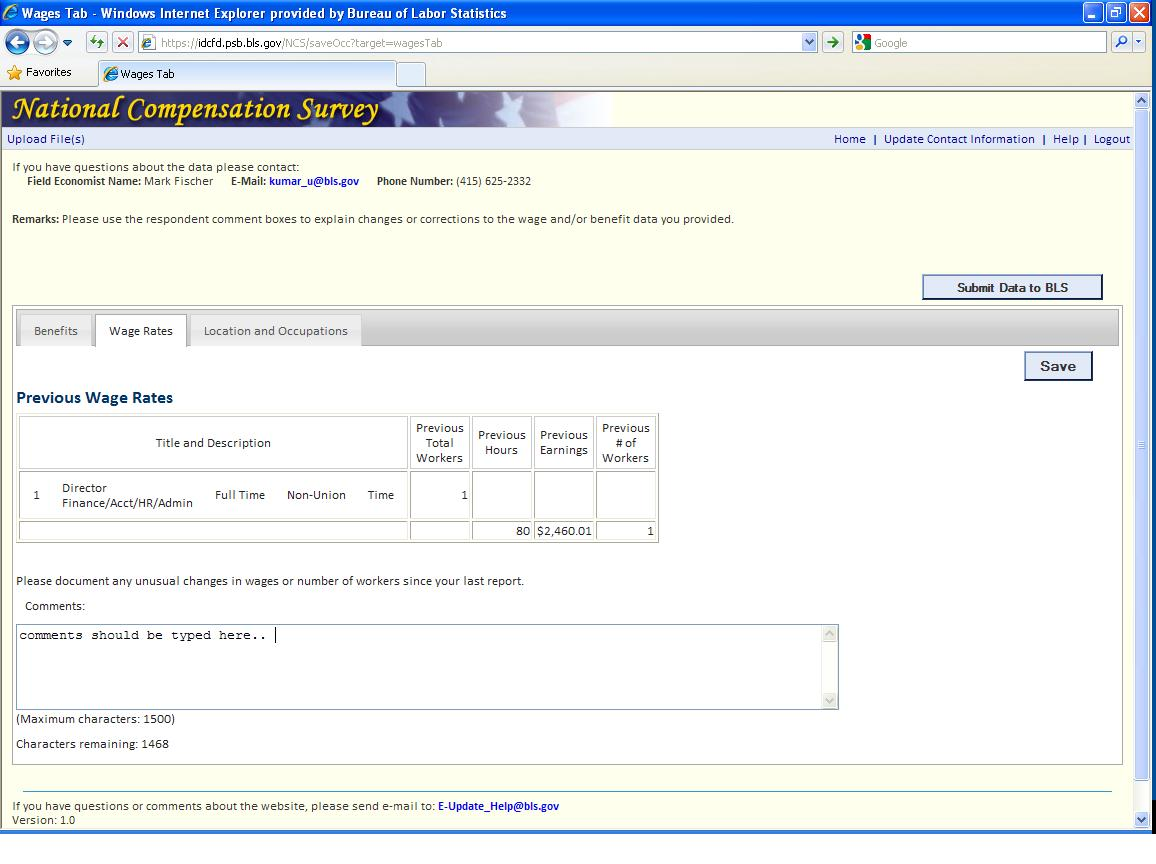 Wages Tab - Windows Internet Explorer provided by Bureau of Labor Statistics
https://idcfd.psb.bls.gov/NCS/saveOcc?target=wagesTab
Google
Favorites
Wages Tab
National Compensation Survey
Upload File(s)
Home | Update Contact Information | Help | Logout
If you have questions about the data please contact:
Field Economist Name: Mark Fischer E-Mail: kumar_u@bls.gov Phone Number: (415) 625-2332
Remarks: Please use the respondent comment boxes to explain changes or corrections to the wage and/or benefit data you provided.
Submit Data to BLS
Benefits Wage Rates Location and Occupations
Save
Previous Wage Rates
Title and Description
Previous
Total
Workers
Previous
Hours
Previous
Earnings
Previous
# of
Workers
1
Director
Finance/Acct/HR/Admin
Full Time Non-Union Time 1
80 $2,460.01 1
Please document any unusual changes in wages or number of workers since your last report.
Comments:
comments should be typed here..
(Maximum characters: 1500)
Characters remaining: 1468
If you have questions or comments about the website, please send e-mail to: E-Update_Help@bls.gov
Version: 1.0